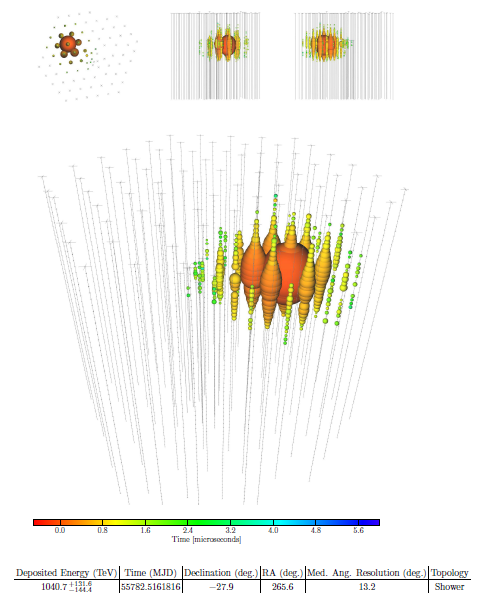 0.0 0.8 1.6 2.4 3.2 4.0 4.8 5.6
Time [microseconds]
Deposited Energy (TeV) Time (MJD) Declination (deg.) RA (deg.) Med. Ang. Resolution (deg.) Topology
1040.7 +131.6 −144.4 55782.5161816 −27.9 265.6 13.2 Shower